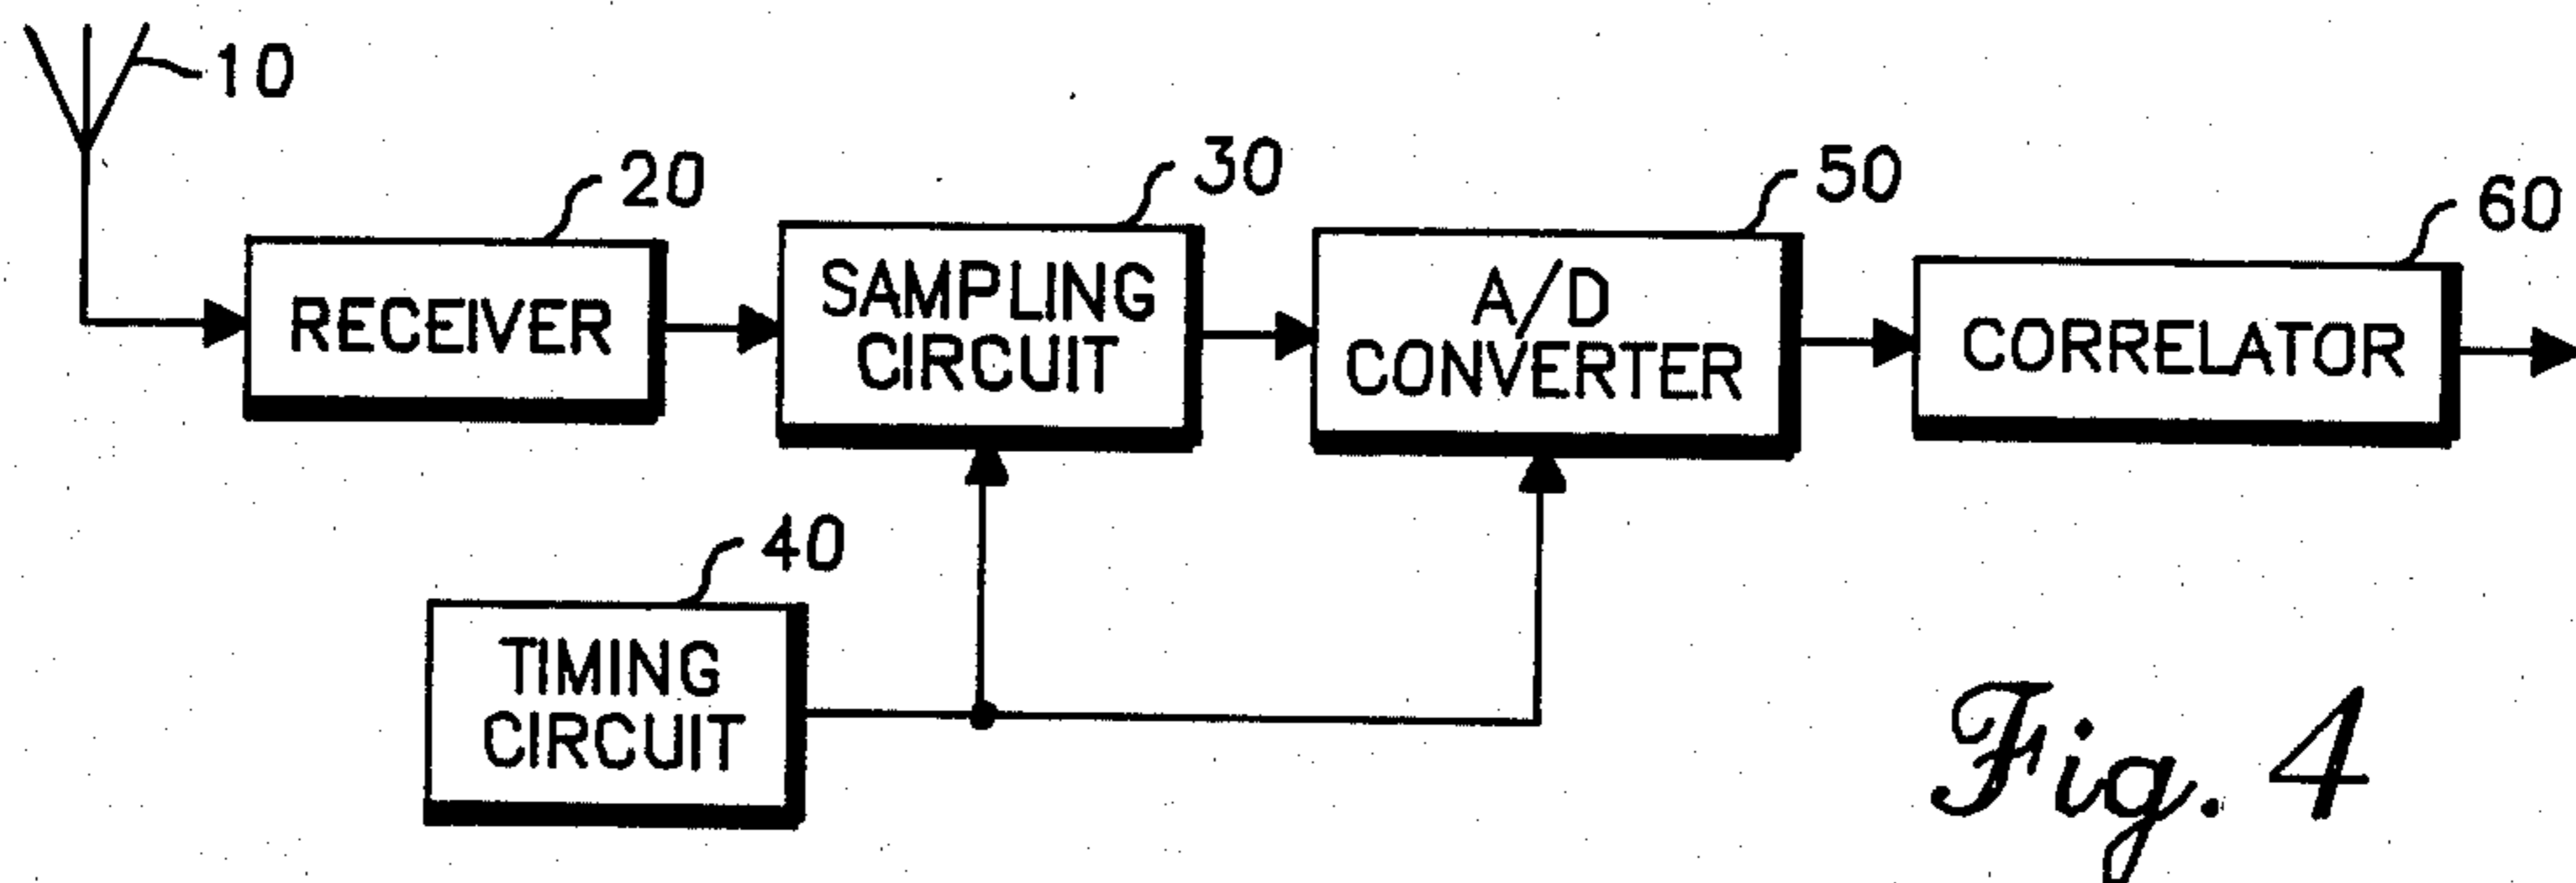 10
20
30
50
60
RECEIVER
SAMPLING
CIRCUIT
A/D
CONVERTER
CORRELATOR
40
TIMING
CIRCUIT
Fig. 4